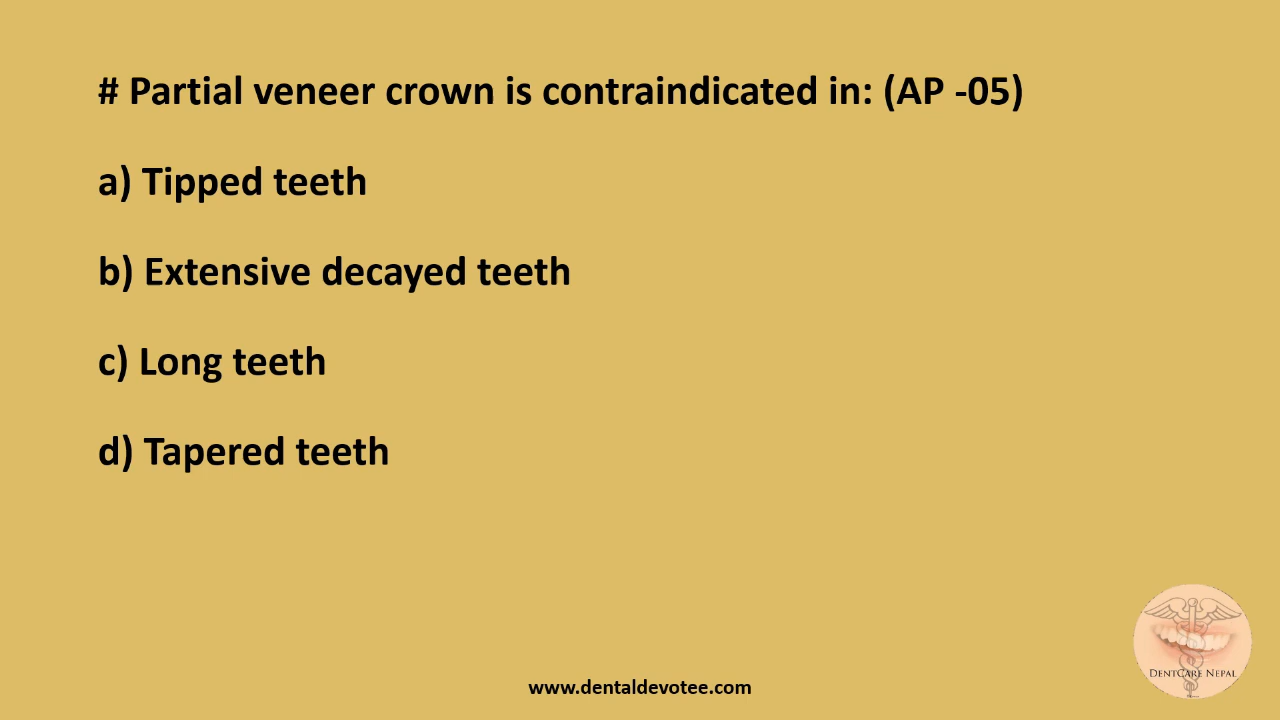 # Partial veneer crown is contraindicated in: (AP -05)
a) Tipped teeth
b) Extensive decayed teeth
c) Long teeth
d) Tapered teeth
DENTCARE NEPAL
www.dentaldevotee.com